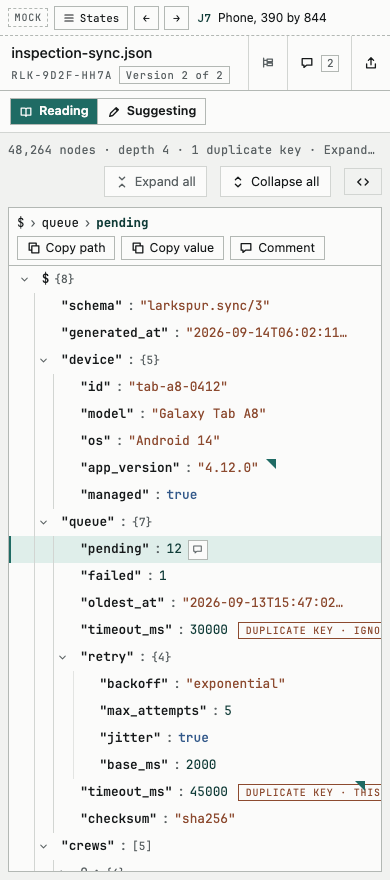 MOCK States ← → J7 Phone, 390 by 844
inspection-sync.json
RLK-9D2F-HH7A Version 2 of 2 2
Reading Suggesting
48,264 nodes · depth 4 · 1 duplicate key · Expand…
Expand all Collapse all <>
$ › queue › pending
Copy path Copy value Comment
$ {8}
"schema" : "larkspur.sync/3"
"generated_at" : "2026-09-14T06:02:11…
"device" : {5}
"id" : "tab-a8-0412"
"model" : "Galaxy Tab A8"
"os" : "Android 14"
"app_version" : "4.12.0"
"managed" : true
"queue" : {7}
"pending" : 12
"failed" : 1
"oldest_at" : "2026-09-13T15:47:02…
"timeout_ms" : 30000 DUPLICATE KEY · IGNO
"retry" : {4}
"backoff" : "exponential"
"max_attempts" : 5
"jitter" : true
"base_ms" : 2000
"timeout_ms" : 45000 DUPLICATE KEY · THIS
"checksum" : "sha256"
"crews" : [5]